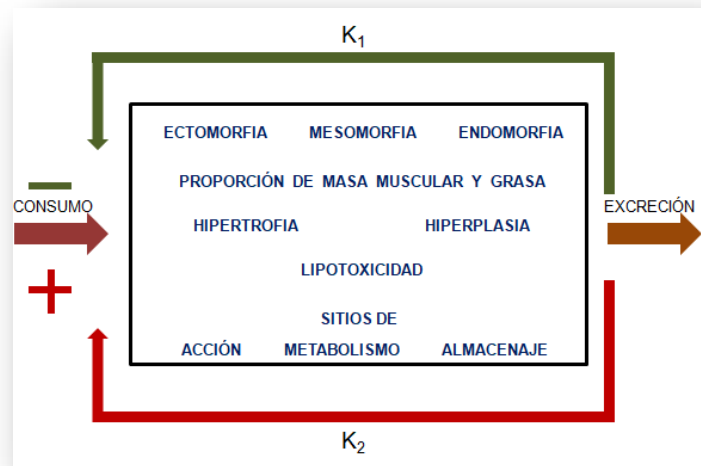 K1
ECTOMORFIA MESOMORFIA ENDOMORFIA
PROPORCIÓN DE MASA MUSCULAR Y GRASA
CONSUMO
EXCRECIÓN
HIPERTROFIA HIPERPLASIA
LIPOTOXICIDAD
SITIOS DE
ACCIÓN METABOLISMO ALMACENAJE
K2